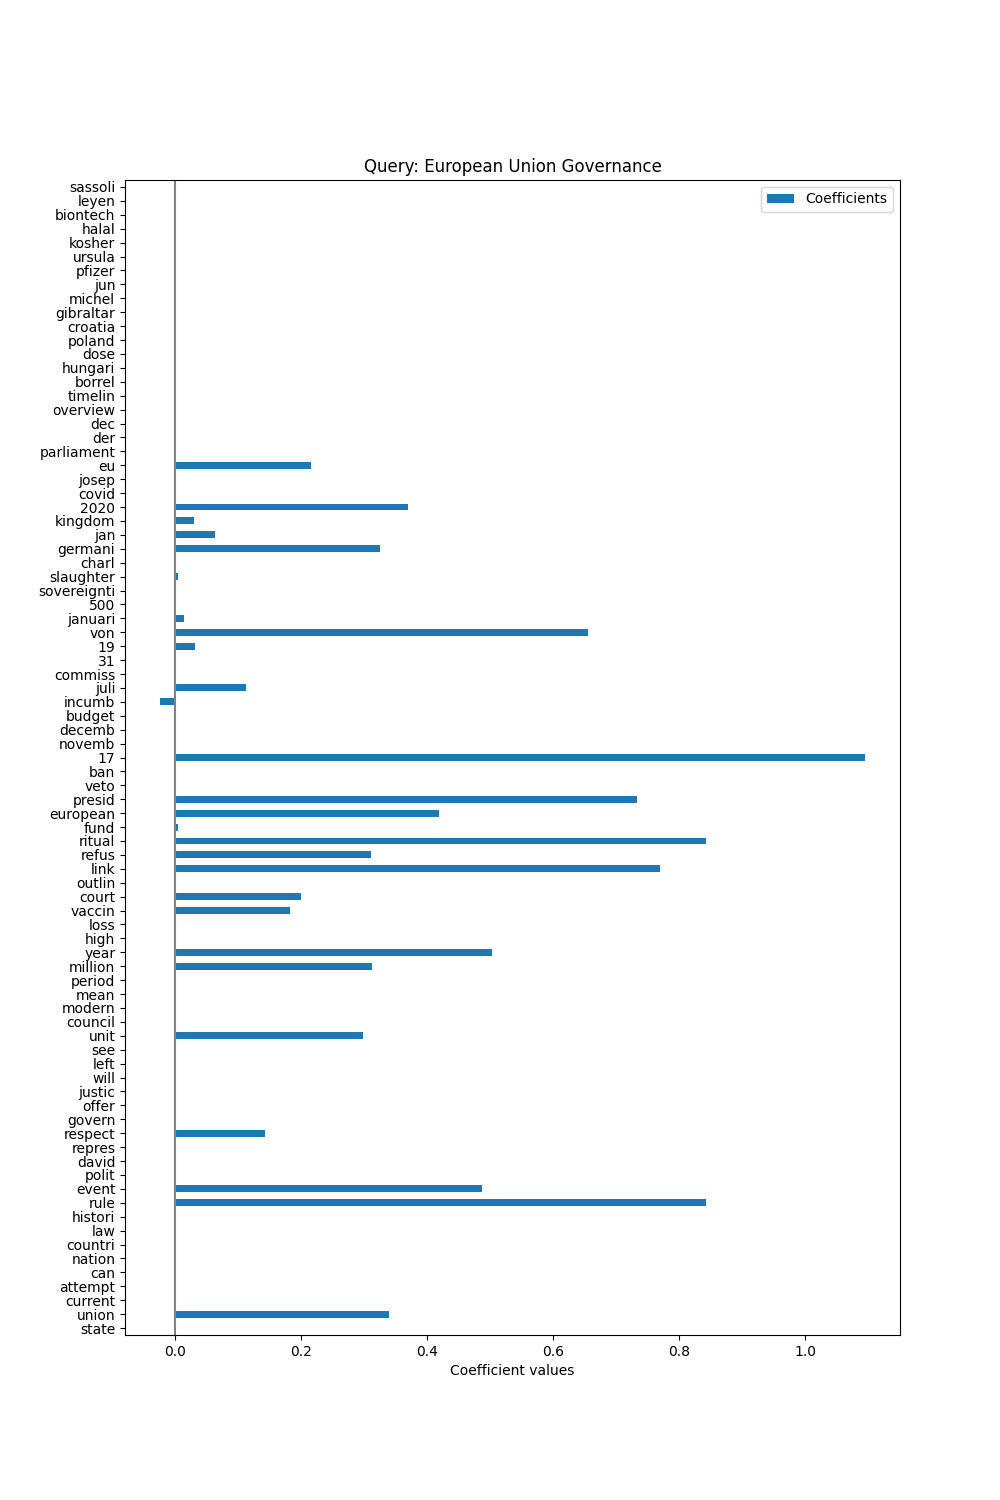 Query: European Union Governance
Coefficients
sassoli
leyen
biontech
halal
kosher
ursula
pfizer
jun
michel
gibraltar
croatia
poland
dose
hungari
borrel
timelin
overview
dec
der
parliament
eu
josep
covid
2020
kingdom
jan
germani
charl
slaughter
sovereignti
500
januari
von
19
31
commiss
juli
incumb
budget
decemb
novemb
17
ban
veto
presid
european
fund
ritual
refus
link
outlin
court
vaccin
loss
high
year
million
period
mean
modern
council
unit
see
left
will
justic
offer
govern
respect
repres
david
polit
event
rule
histori
law
countri
nation
can
attempt
current
union
state
0.0 0.2 0.4 0.6 0.8 1.0
Coefficient values